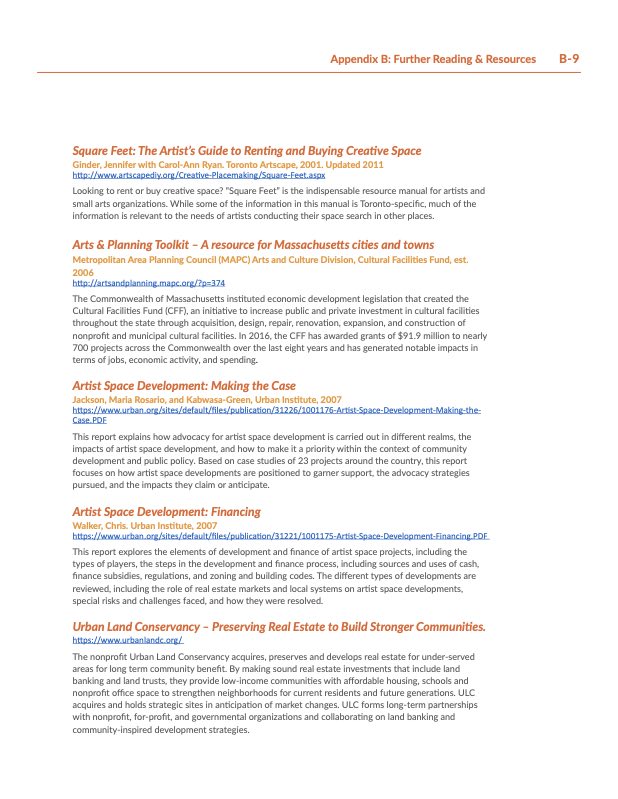 Appendix B: Further Reading & Resources B-9
Square Feet: The Artist's Guide to Renting and Buying Creative Space
Ginder, Jennifer with Carol-Ann Ryan. Toronto Artscape, 2001. Updated 2011
http://www.artscapediy.org/Creative-Placemaking/Square-Feet.aspx
Looking to rent or buy creative space? "Square Feet" is the indispensable resource manual for artists and
small arts organizations. While some of the information in this manual is Toronto-specific, much of the
information is relevant to the needs of artists conducting their space search in other places.
Arts & Planning Toolkit – A resource for Massachusetts cities and towns
Metropolitan Area Planning Council (MAPC) Arts and Culture Division, Cultural Facilities Fund, est.
2006
http://artsandplanning.mapc.org/?p=374
The Commonwealth of Massachusetts instituted economic development legislation that created the
Cultural Facilities Fund (CFF), an initiative to increase public and private investment in cultural facilities
throughout the state through acquisition, design, repair, renovation, expansion, and construction of
nonprofit and municipal cultural facilities. In 2016, the CFF has awarded grants of $91.9 million to nearly
700 projects across the Commonwealth over the last eight years and has generated notable impacts in
terms of jobs, economic activity, and spending.
Artist Space Development: Making the Case
Jackson, Maria Rosario, and Kabwasa-Green, Urban Institute, 2007
https://www.urban.org/sites/default/files/publication/31226/1001176-Artist-Space-Development-Making-the-
Case.PDF
This report explains how advocacy for artist space development is carried out in different realms, the
impacts of artist space development, and how to make it a priority within the context of community
development and public policy. Based on case studies of 23 projects around the country, this report
focuses on how artist space developments are positioned to garner support, the advocacy strategies
pursued, and the impacts they claim or anticipate.
Artist Space Development: Financing
Walker, Chris. Urban Institute, 2007
https://www.urban.org/sites/default/files/publication/31221/1001175-Artist-Space-Development-Financing.PDF
This report explores the elements of development and finance of artist space projects, including the
types of players, the steps in the development and finance process, including sources and uses of cash,
finance subsidies, regulations, and zoning and building codes. The different types of developments are
reviewed, including the role of real estate markets and local systems on artist space developments,
special risks and challenges faced, and how they were resolved.
Urban Land Conservancy – Preserving Real Estate to Build Stronger Communities.
https://www.urbanlandc.org/
The nonprofit Urban Land Conservancy acquires, preserves and develops real estate for under-served
areas for long term community benefit. By making sound real estate investments that include land
banking and land trusts, they provide low-income communities with affordable housing, schools and
nonprofit office space to strengthen neighborhoods for current residents and future generations. ULC
acquires and holds strategic sites in anticipation of market changes. ULC forms long-term partnerships
with nonprofit, for-profit, and governmental organizations and collaborating on land banking and
community-inspired development strategies.